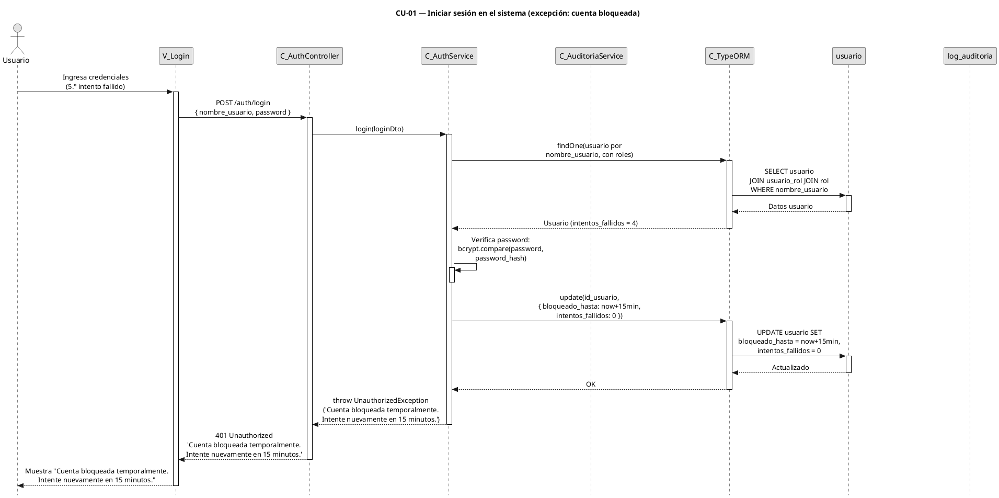 CU-01 — Iniciar sesión en el sistema (excepción: cuenta bloqueada)
Usuario
V_Login
C_AuthController
C_AuthService
C_AuditoriaService
C_TypeORM
usuario
log_auditoria
Ingresa credenciales
(5.° intento fallido)
POST /auth/login
{ nombre_usuario, password }
login(loginDto)
findOne(usuario por
nombre_usuario, con roles)
SELECT usuario
JOIN usuario_rol JOIN rol
WHERE nombre_usuario
Datos usuario
Usuario (intentos_fallidos = 4)
Verifica password:
bcrypt.compare(password,
password_hash)
update(id_usuario,
{ bloqueado_hasta: now+15min,
intentos_fallidos: 0 })
UPDATE usuario SET
bloqueado_hasta = now+15min,
intentos_fallidos = 0
Actualizado
OK
throw UnauthorizedException
('Cuenta bloqueada temporalmente.
Intente nuevamente en 15 minutos.')
401 Unauthorized
'Cuenta bloqueada temporalmente.
Intente nuevamente en 15 minutos.'
Muestra "Cuenta bloqueada temporalmente.
Intente nuevamente en 15 minutos."